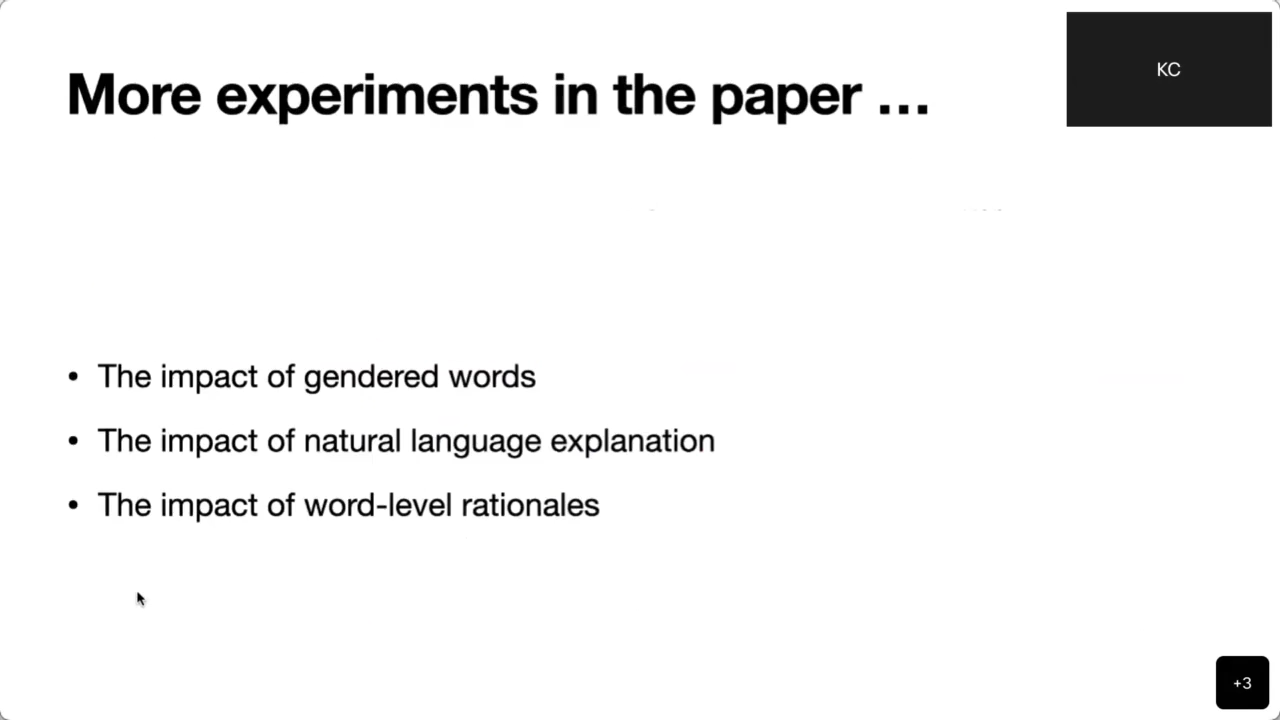 More experiments in the paper ...
KC
• The impact of gendered words
• The impact of natural language explanation
• The impact of word-level rationales
+3